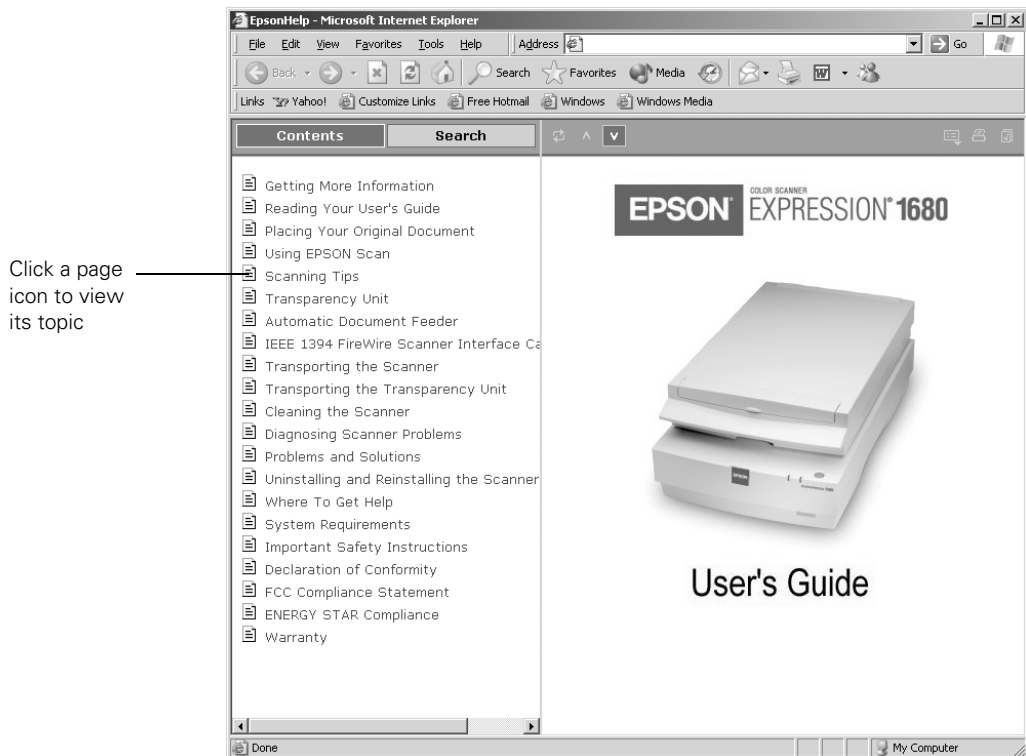 EpsonHelp - Microsoft Internet Explorer
File Edit View Favorites Tools Help Address Go
Back Search Favorites Media
Links Yahoo! Customize Links Free Hotmail Windows Windows Media
Contents Search
Getting More Information
Reading Your User's Guide
Placing Your Original Document
Using EPSON Scan
Scanning Tips
Transparency Unit
Automatic Document Feeder
IEEE 1394 FireWire Scanner Interface Ca
Transporting the Scanner
Transporting the Transparency Unit
Cleaning the Scanner
Diagnosing Scanner Problems
Problems and Solutions
Uninstalling and Reinstalling the Scanner
Where To Get Help
System Requirements
Important Safety Instructions
Declaration of Conformity
FCC Compliance Statement
ENERGY STAR Compliance
Warranty
Click a page
icon to view
its topic
EPSON®
COLOR SCANNER
EXPRESSION® 1680
EPSON
User's Guide
Done My Computer